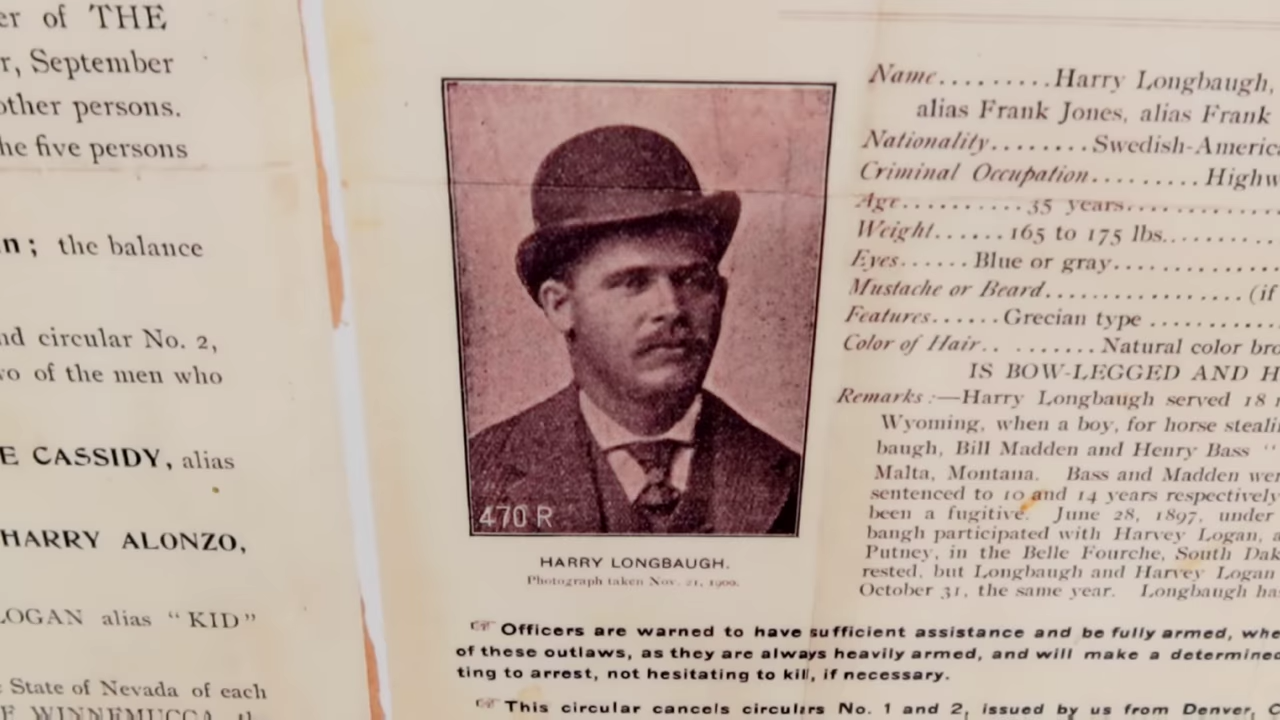 er of THE
r, September
other persons.
he five persons
n; the balance
nd circular No. 2,
vo of the men who
E CASSIDY, alias
HARRY ALONZO,
LOGAN alias "KID"
State of Nevada of each
F WINNEMUCCA, th
470 R
HARRY LONGBAUGH.
Photograph taken Nov. 21, 1900.
Name.........Harry Longbaugh,
alias Frank Jones, alias Frank
Nationality........Swedish-America
Criminal Occupation.........Highw
Age..........35 years................
Weight......165 to 175 lbs...........
Eyes......Blue or gray................
Mustache or Beard.................(if
Features......Grecian type ............
Color of Hair.. .......Natural color bro
IS BOW-LEGGED AND H
Remarks:—Harry Longbaugh served 18
Wyoming, when a boy, for horse steali
baugh, Bill Madden and Henry Bass "
Malta, Montana. Bass and Madden wer
sentenced to 10 and 14 years respectively
been a fugitive. June 28, 1897, under
baugh participated with Harvey Logan, a
Putney, in the Belle Fourche, South Dak
rested, but Longbaugh and Harvey Logan
October 31, the same year. Longbaugh has
☞ Officers are warned to have sufficient assistance and be fully armed, whe
of these outlaws, as they are always heavily armed, and will make a determined
ting to arrest, not hesitating to kill, if necessary.
☞ This circular cancels circulars No. 1 and 2, issued by us from Denver, C